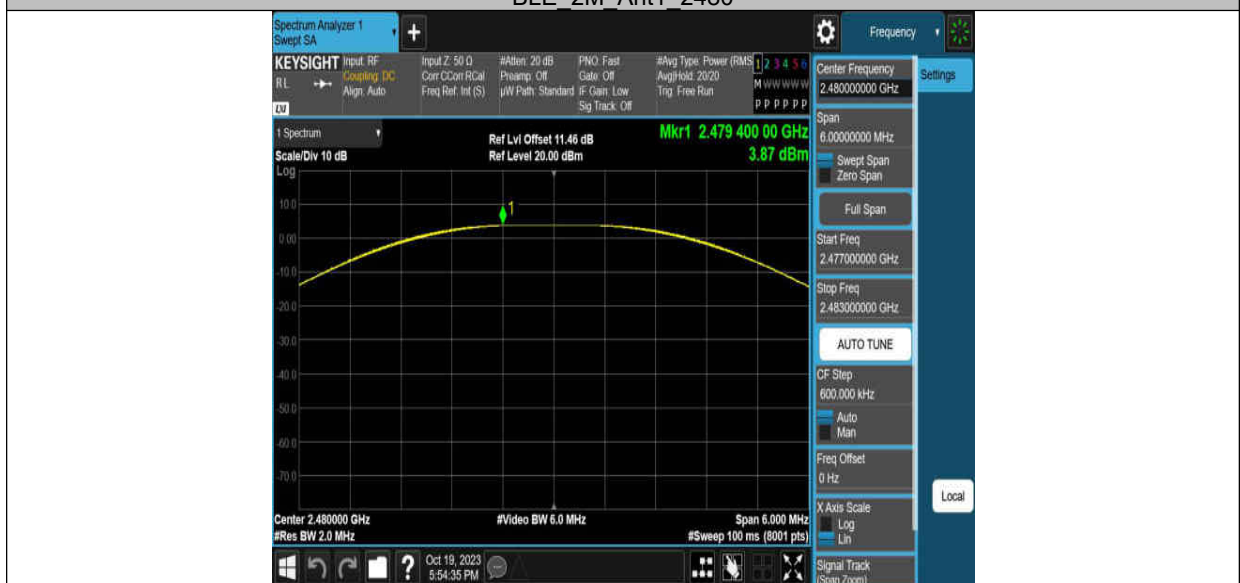 BLE_2M_Ant1_2480
Spectrum Analyzer 1
Swept SA
Frequency
KEYSIGHT
RL
Input: RF
Coupling: DC
Align: Auto
Input Z: 50 Ω
Corr CCorr RCal
Freq Ref: Int (S)
#Atten: 20 dB
Preamp: Off
µW Path: Standard
PNO: Fast
Gate: Off
IF Gain: Low
Sig Track: Off
#Avg Type: Power (RMS
Avg|Hold: 20/20
Trig: Free Run
1 2 3 4 5 6
M W W W W W
P P P P P P
1 Spectrum
Scale/Div 10 dB
Log
Ref Lvl Offset 11.46 dB
Ref Level 20.00 dBm
Mkr1 2.479 400 00 GHz
3.87 dBm
1
10.0
0.00
-10.0
-20.0
-30.0
-40.0
-50.0
-60.0
-70.0
Center 2.480000 GHz
#Res BW 2.0 MHz
#Video BW 6.0 MHz
Span 6.000 MHz
#Sweep 100 ms (8001 pts)
Center Frequency
2.480000000 GHz
Settings
Span
6.00000000 MHz
Swept Span
Zero Span
Full Span
Start Freq
2.477000000 GHz
Stop Freq
2.483000000 GHz
AUTO TUNE
CF Step
600.000 kHz
Auto
Man
Freq Offset
0 Hz
X Axis Scale
Log
Lin
Local
Signal Track
(Span Zoom)
?
Oct 19, 2023
5:54:35 PM